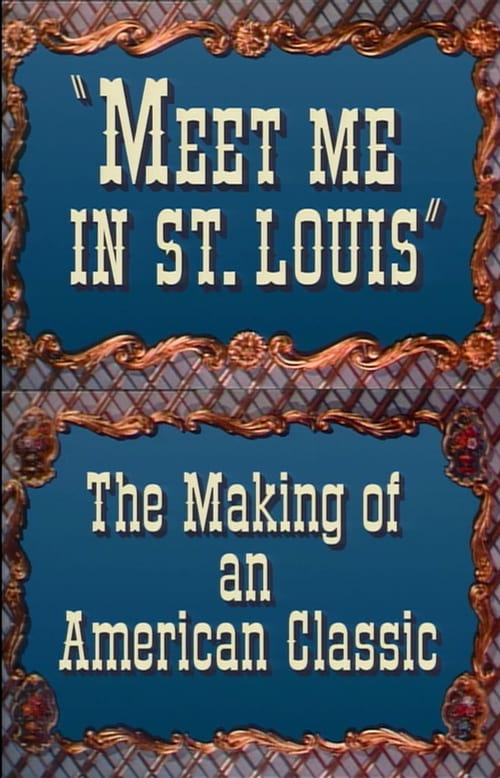 "MEET ME
IN ST. LOUIS"
The Making of
an
American Classic